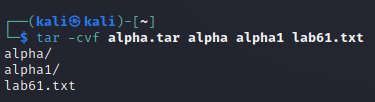 ┌──(kali㉿kali)-[~]
└─$ tar -cvf alpha.tar alpha alpha1 lab61.txt
alpha/
alpha1/
lab61.txt